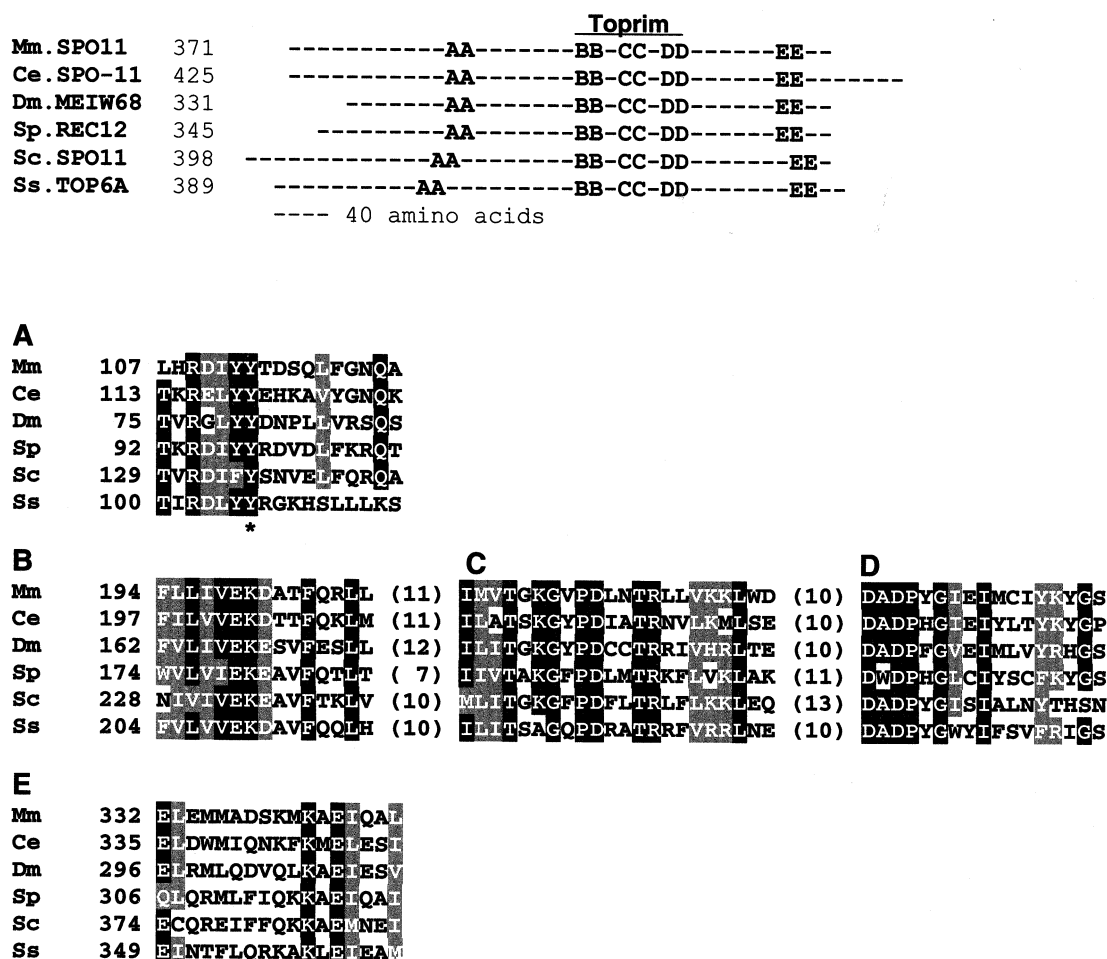 Toprim
Mm.SPO11 371 -----------AA-------BB-CC-DD------EE--
Ce.SPO-11 425 -----------AA-------BB-CC-DD------EE-------
Dm.MEIW68 331 -------AA-------BB-CC-DD------EE--
Sp.REC12 345 ---------AA-------BB-CC-DD------EE--
Sc.SPO11 398 -------------AA--------BB-CC-DD-------EE-
Ss.TOP6A 389 ----------AA---------BB-CC-DD-------EE--
---- 40 amino acids
A
Mm 107 LHRDIYYTDSQLFGNQA
Ce 113 TKRELYYEHKAVYGNQK
Dm 75 TVRGLYYDNPLLVRSQS
Sp 92 TKRDIYYRDVDLFKRQT
Sc 129 TVRDIFYSNVELFQRQA
Ss 100 TIRDLYYRGKHSLLLKS
*
B C D
Mm 194 FLLIVEKDATFQRLL (11) IMVTGKGVPDLNTRLLVKKLWD (10) DADPYGIEIMCIYKYGS
Ce 197 FILVVEKDTTFQKLM (11) ILATSKGYPDIATRNVLKMLSE (10) DADPHGIEIYLTYKYGP
Dm 162 FVLIVEKESVFESLL (12) ILITGKGYPDCCTRRIVHRLTE (10) DADPFGVEIMLVYRHGS
Sp 174 WVLVIEKEAVFQTLT ( 7) IIVTAKGFPDLMTRKFLVKLAK (11) DWDPHGLCIYSCFKYGS
Sc 228 NIVIVEKEAVFTKLV (10) MLITGKGFPDFLTRLFLKKLEQ (13) DADPYGISIALNYTHSN
Ss 204 FVLVVEKDAVFQQLH (10) ILITSAGQPDRATRRFVRRLNE (10) DADPYGWYIFSVFRIGS
E
Mm 332 ELEMMADSKMKAEIQAL
Ce 335 ELDWMIQNKFKMELESI
Dm 296 ELRMLQDVQLKAEIESV
Sp 306 QLQRMLFIQKKAEIQAI
Sc 374 ECQREIFFQKKAEMNEI
Ss 349 EINTFLORKAKLEIEAM